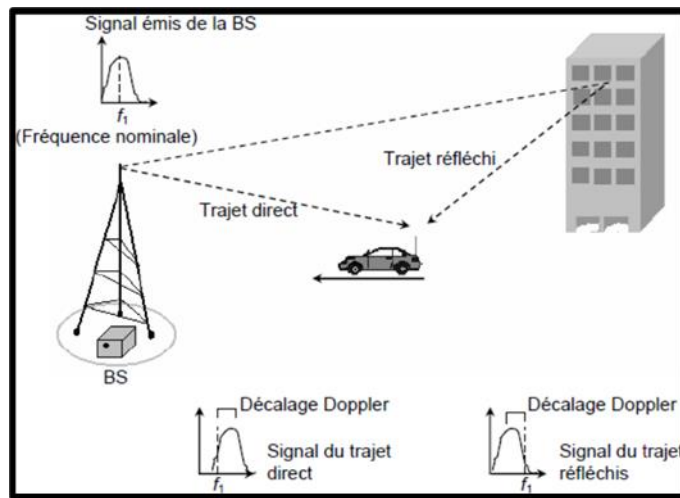 Signal émis de la BS
f₁
(Fréquence nominale)
Trajet réfléchi
Trajet direct
BS
Décalage Doppler
Signal du trajet
direct
f₁
Décalage Doppler
Signal du trajet
réfléchis
f₁